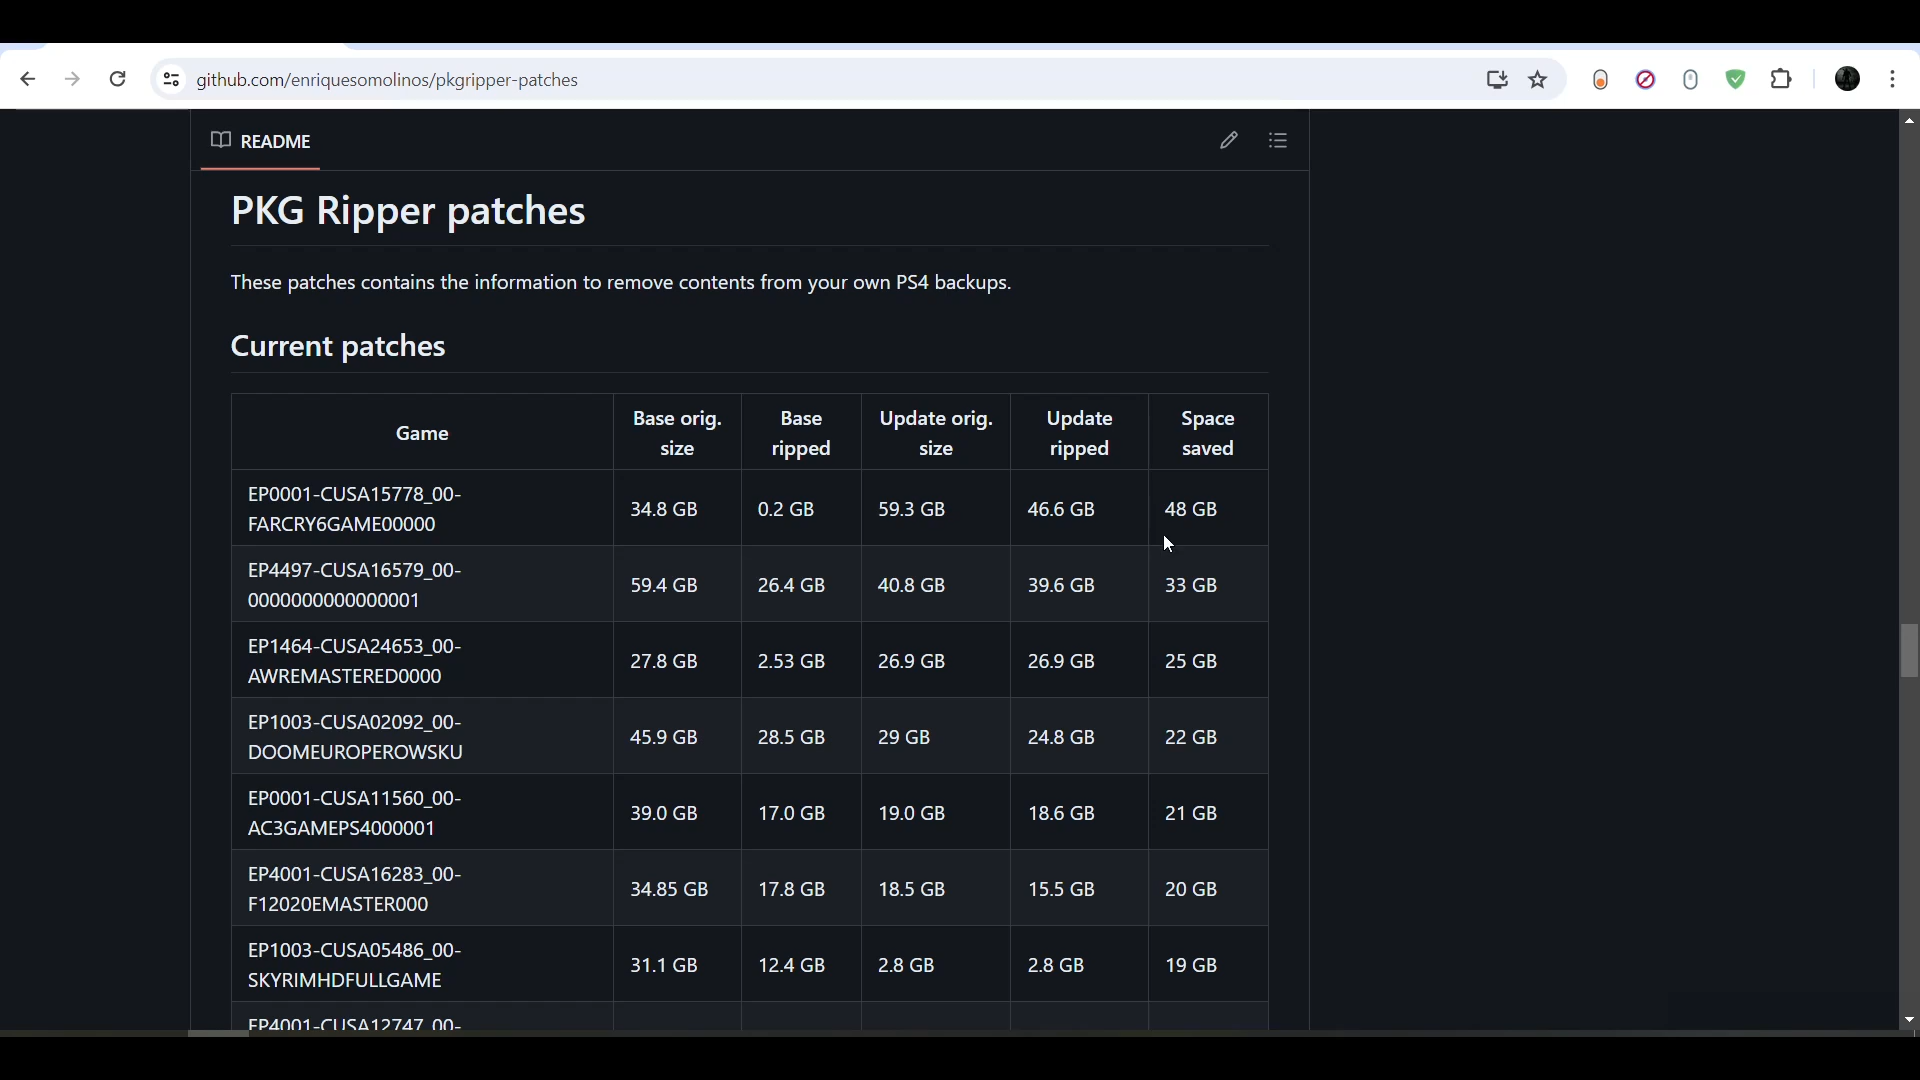 github.com/enriquesomolinos/pkgripper-patches
README
PKG Ripper patches
These patches contains the information to remove contents from your own PS4 backups.
Current patches
Game
Base orig.
size
Base
ripped
Update orig.
size
Update
ripped
Space
saved
EP0001-CUSA15778_00-
FARCRY6GAME00000
34.8 GB
0.2 GB
59.3 GB
46.6 GB
48 GB
EP4497-CUSA16579_00-
0000000000000001
59.4 GB
26.4 GB
40.8 GB
39.6 GB
33 GB
EP1464-CUSA24653_00-
AWREMASTERED0000
27.8 GB
2.53 GB
26.9 GB
26.9 GB
25 GB
EP1003-CUSA02092_00-
DOOMEUROPEROWSKU
45.9 GB
28.5 GB
29 GB
24.8 GB
22 GB
EP0001-CUSA11560_00-
AC3GAMEPS4000001
39.0 GB
17.0 GB
19.0 GB
18.6 GB
21 GB
EP4001-CUSA16283_00-
F12020EMASTER000
34.85 GB
17.8 GB
18.5 GB
15.5 GB
20 GB
EP1003-CUSA05486_00-
SKYRIMHDFULLGAME
31.1 GB
12.4 GB
2.8 GB
2.8 GB
19 GB
EP4001-CUSA12747_00-